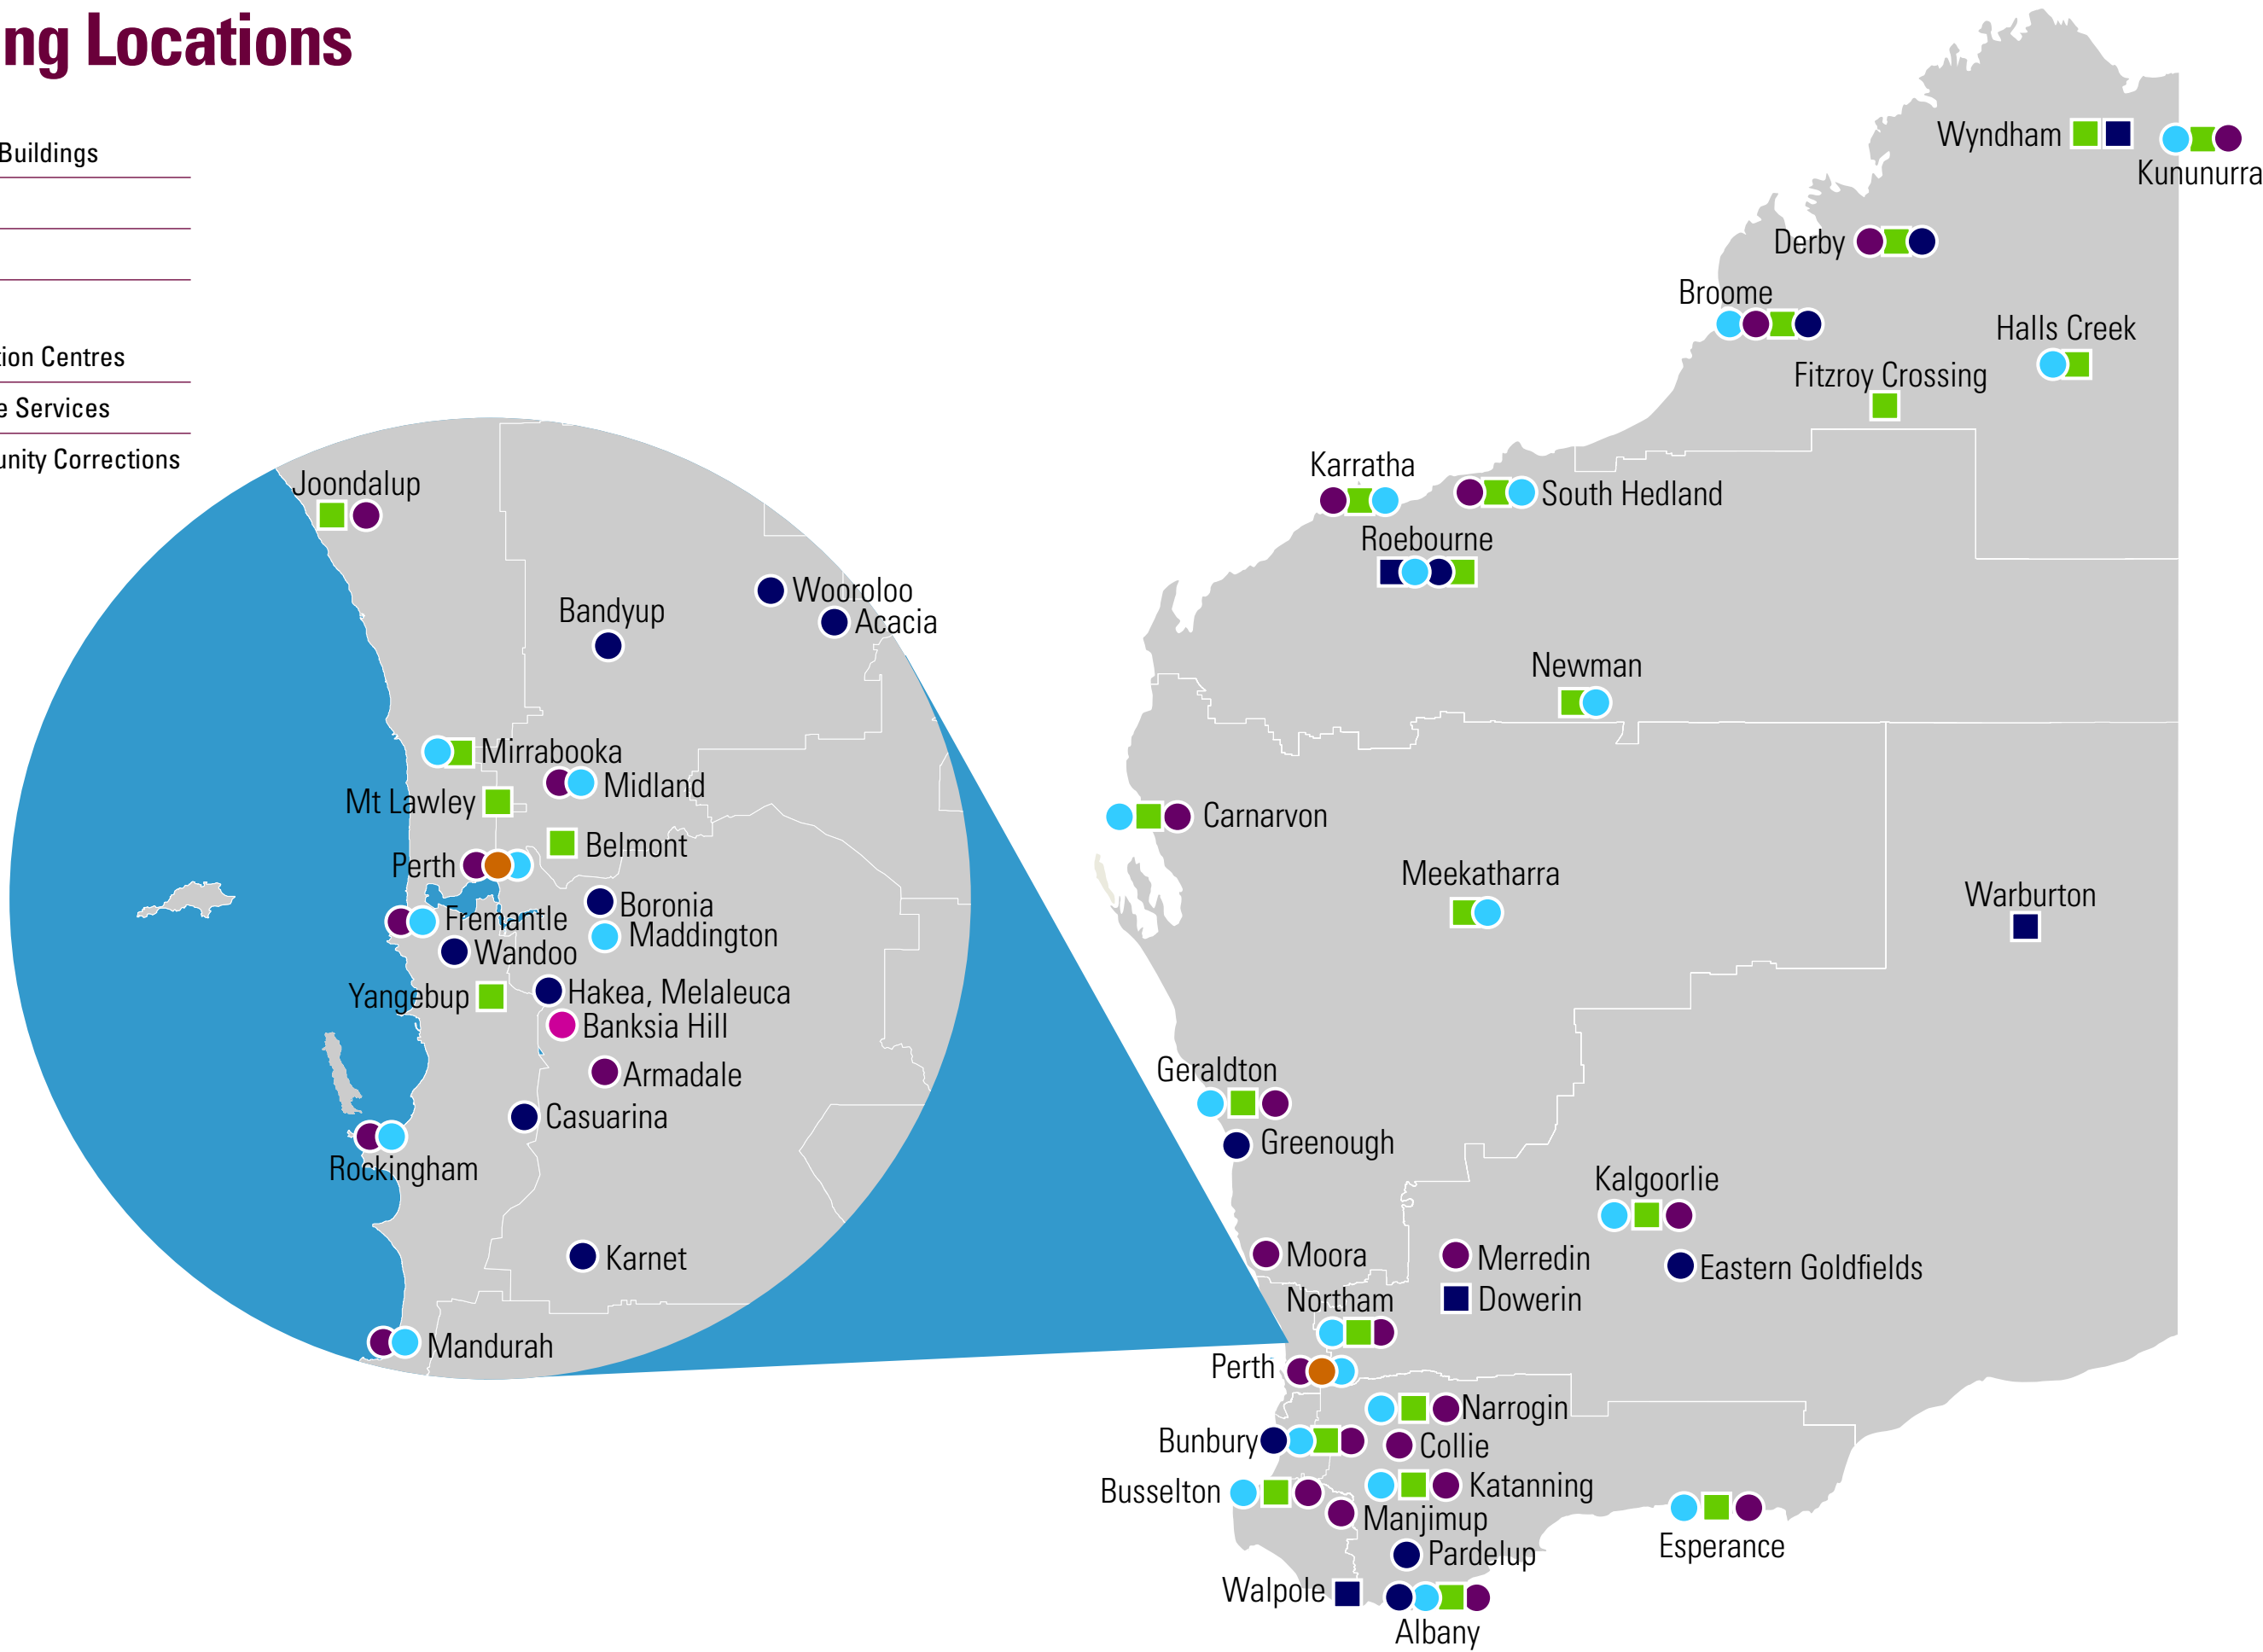 ng Locations
Buildings
tion Centres
e Services
unity Corrections
Joondalup
Wooroloo
Acacia
Bandyup
Mirrabooka
Midland
Mt Lawley
Belmont
Perth
Boronia
Fremantle
Maddington
Wandoo
Yangebup
Hakea, Melaleuca
Banksia Hill
Armadale
Casuarina
Rockingham
Karnet
Mandurah
Wyndham
Kununurra
Derby
Broome
Halls Creek
Fitzroy Crossing
Karratha
South Hedland
Roebourne
Newman
Carnarvon
Meekatharra
Warburton
Geraldton
Greenough
Kalgoorlie
Moora
Merredin
Eastern Goldfields
Dowerin
Northam
Perth
Narrogin
Bunbury
Collie
Busselton
Katanning
Manjimup
Esperance
Pardelup
Walpole
Albany